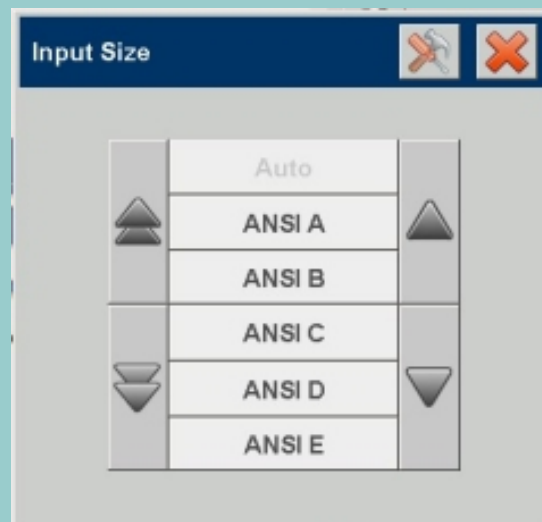 Input Size
Auto
ANSI A
ANSI B
ANSI C
ANSI D
ANSI E